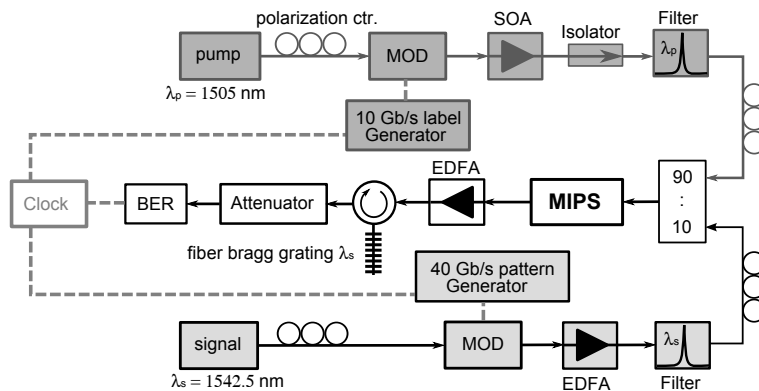 polarization ctr.
SOA
Isolator
Filter
pump
MOD
λp
λp = 1505 nm
10 Gb/s label
Generator
EDFA
90
:
10
Clock
BER
Attenuator
MIPS
fiber bragg grating λs
40 Gb/s pattern
Generator
signal
MOD
λs
λs = 1542.5 nm
EDFA
Filter